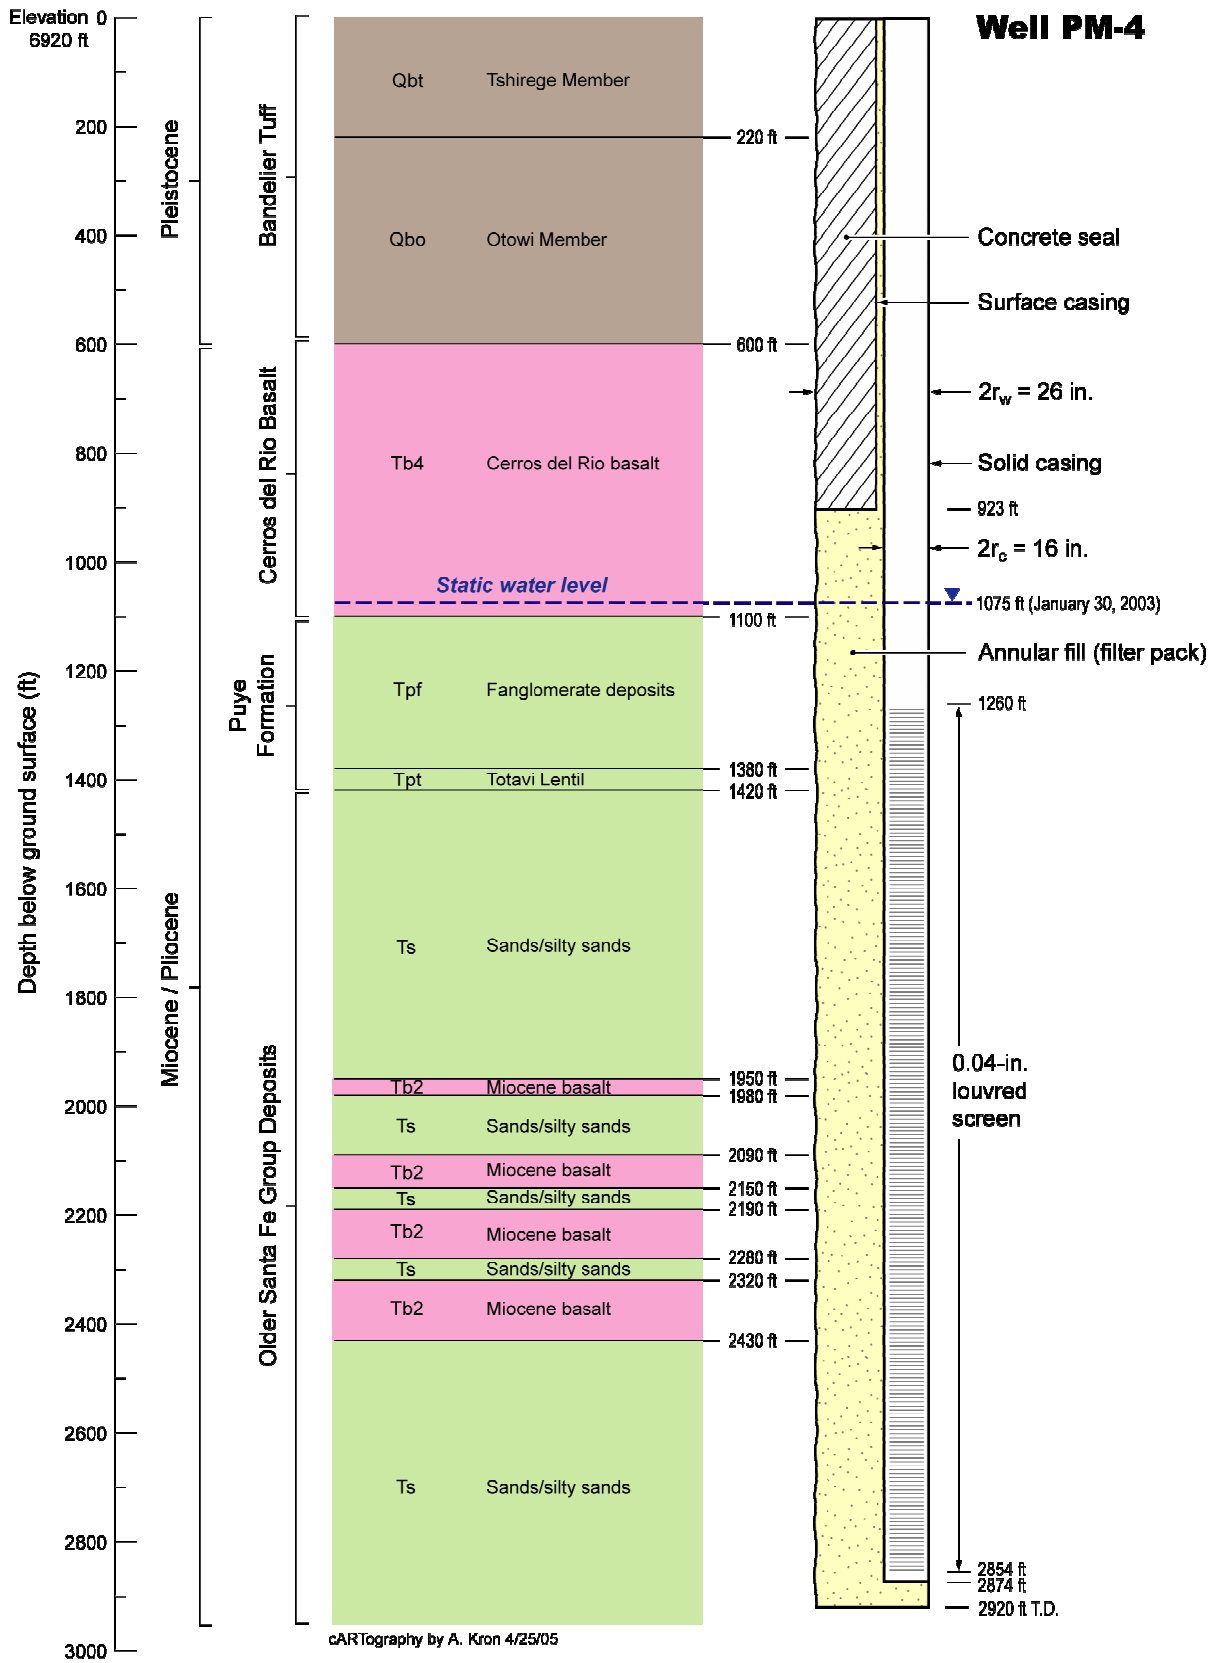 Well PM-4
Elevation 0
6920 ft
200
400
600
800
1000
1200
1400
1600
1800
2000
2200
2400
2600
2800
3000
Depth below ground surface (ft)
Pleistocene
Miocene / Pliocene
Bandelier Tuff
Cerros del Rio Basalt
Puye
Formation
Older Santa Fe Group Deposits
Qbt Tshirege Member
220 ft
Qbo Otowi Member
600 ft
Tb4 Cerros del Rio basalt
Static water level
1100 ft
Tpf Fanglomerate deposits
1380 ft
Tpt Totavi Lentil
1420 ft
Ts Sands/silty sands
1950 ft
Tb2 Miocene basalt
1980 ft
Ts Sands/silty sands
2090 ft
Tb2 Miocene basalt
2150 ft
Ts Sands/silty sands
2190 ft
Tb2 Miocene basalt
2280 ft
Ts Sands/silty sands
2320 ft
Tb2 Miocene basalt
2430 ft
Ts Sands/silty sands
Concrete seal
Surface casing
2rw = 26 in.
Solid casing
923 ft
2rc = 16 in.
1075 ft (January 30, 2003)
Annular fill (filter pack)
1260 ft
0.04-in.
louvred
screen
2854 ft
2874 ft
2920 ft T.D.
cARTography by A. Kron 4/25/05